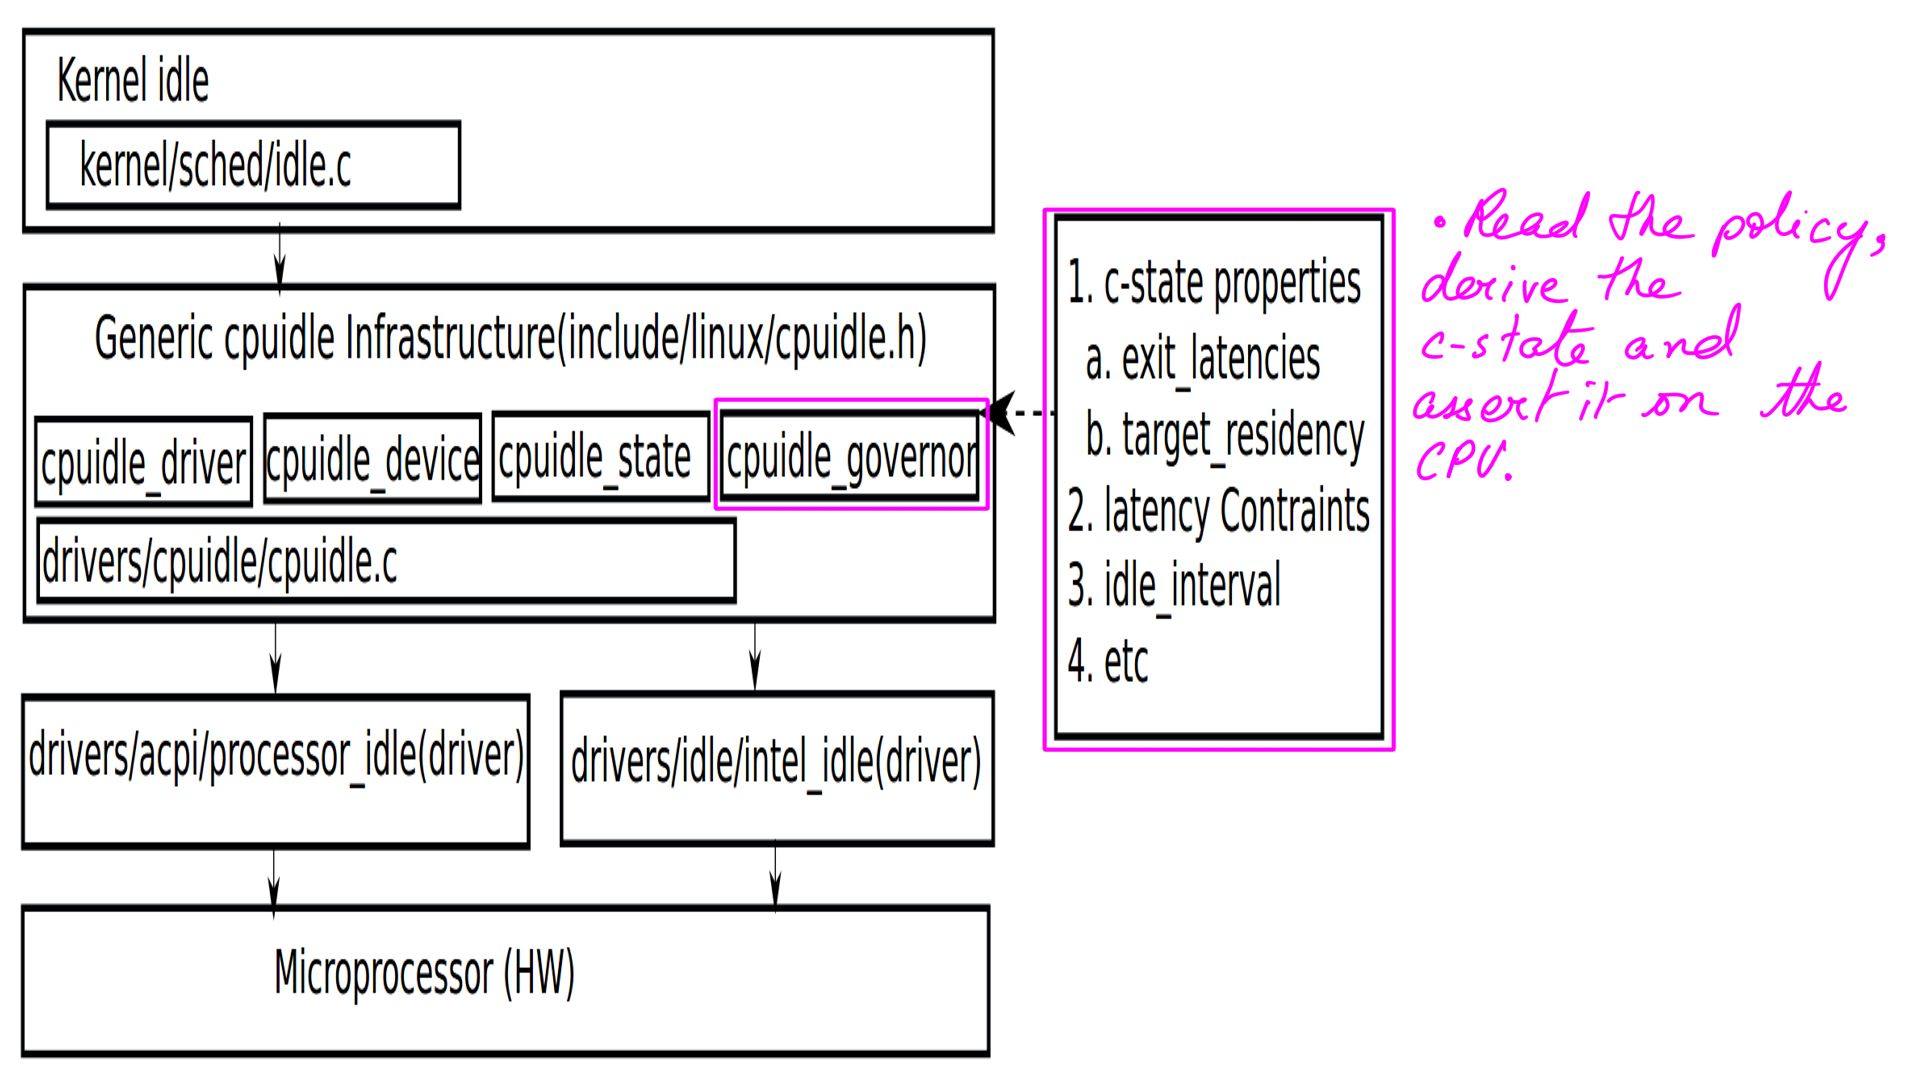 Kernel idle
kernel/sched/idle.c
Generic cpuidle Infrastructure(include/linux/cpuidle.h)
cpuidle_driver
cpuidle_device
cpuidle_state
cpuidle_governor
drivers/cpuidle/cpuidle.c
drivers/acpi/processor_idle(driver)
drivers/idle/intel_idle(driver)
Microprocessor (HW)
1. c-state properties
a. exit_latencies
b. target_residency
2. latency Contraints
3. idle_interval
4. etc
• Read the policy,
derive the
c-state and
assert it on the
CPU.